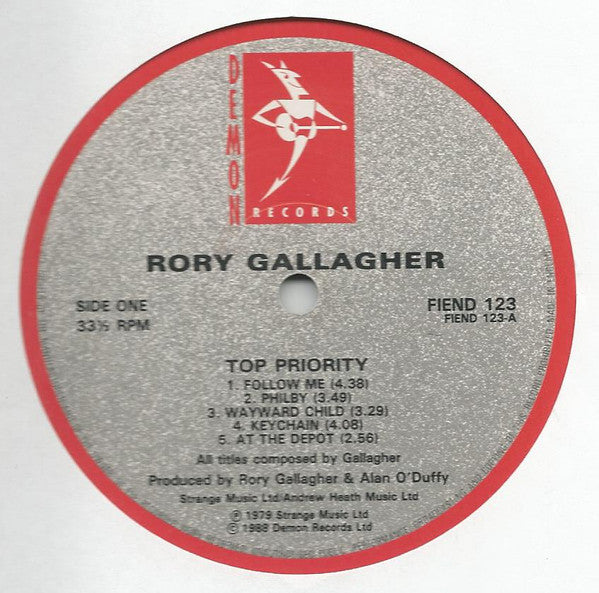 DEMON
RECORDS
RORY GALLAGHER
SIDE ONE
33⅓ RPM
FIEND 123
FIEND 123-A
TOP PRIORITY
1. FOLLOW ME (4.38)
2. PHILBY (3.49)
3. WAYWARD CHILD (3.29)
4. KEYCHAIN (4.08)
5. AT THE DEPOT (2.56)
All titles composed by Gallagher
Produced by Rory Gallagher & Alan O'Duffy
Strange Music Ltd/Andrew Heath Music Ltd
℗ 1979 Strange Music Ltd
© 1988 Demon Records Ltd